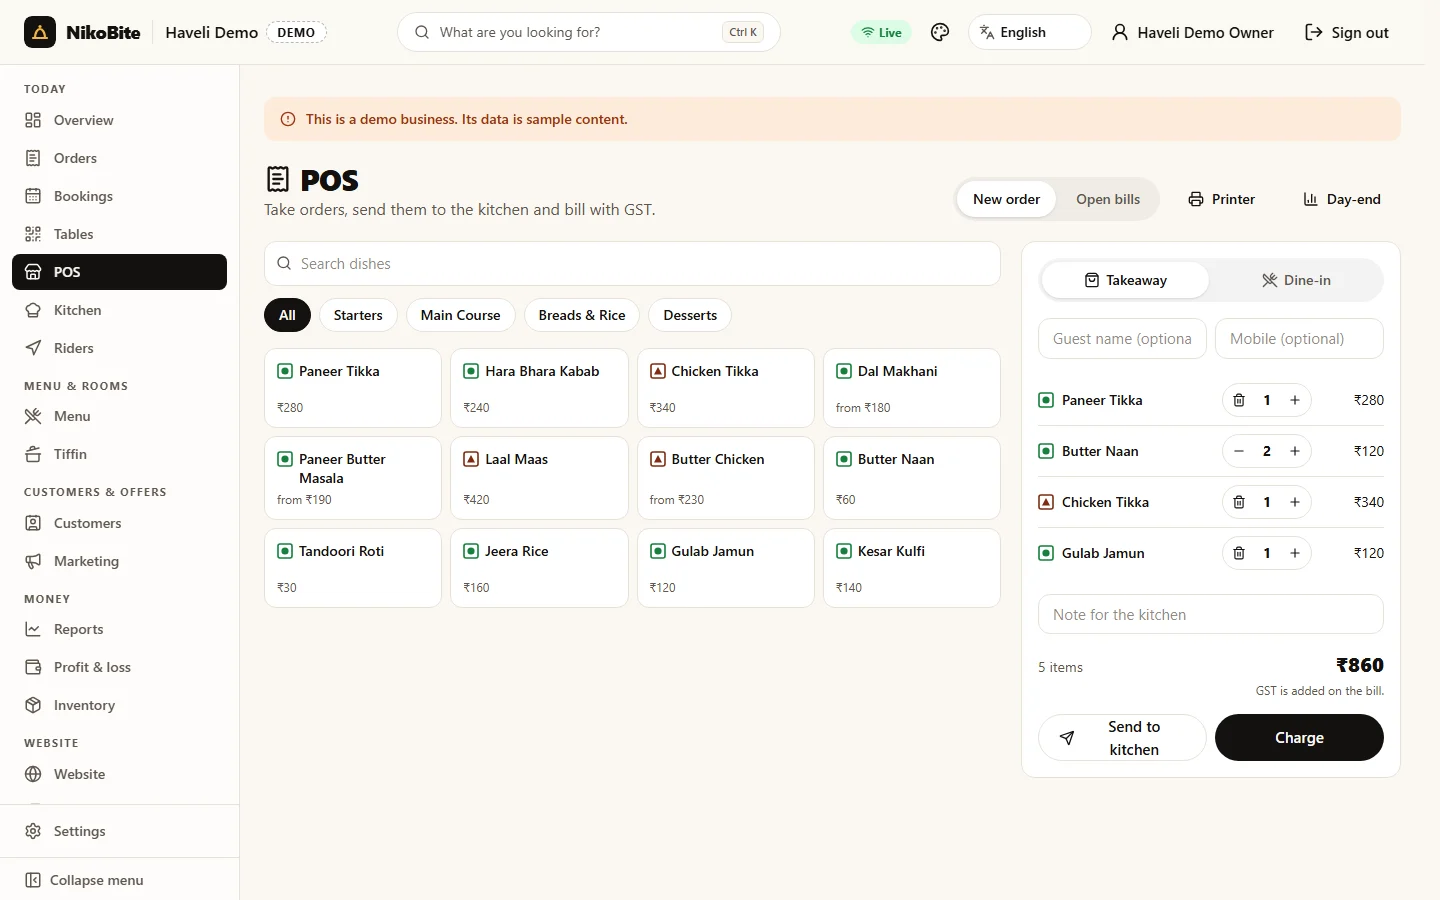 NikoBite
Haveli Demo
DEMO
What are you looking for?
Ctrl K
Live
English
Haveli Demo Owner
Sign out
TODAY
Overview
Orders
Bookings
Tables
POS
Kitchen
Riders
MENU & ROOMS
Menu
Tiffin
CUSTOMERS & OFFERS
Customers
Marketing
MONEY
Reports
Profit & loss
Inventory
WEBSITE
Website
Settings
Collapse menu
This is a demo business. Its data is sample content.
POS
Take orders, send them to the kitchen and bill with GST.
New order
Open bills
Printer
Day-end
Search dishes
All
Starters
Main Course
Breads & Rice
Desserts
Paneer Tikka
₹280
Hara Bhara Kabab
₹240
Chicken Tikka
₹340
Dal Makhani
from ₹180
Paneer Butter
Masala
from ₹190
Laal Maas
₹420
Butter Chicken
from ₹230
Butter Naan
₹60
Tandoori Roti
₹30
Jeera Rice
₹160
Gulab Jamun
₹120
Kesar Kulfi
₹140
Takeaway
Dine-in
Guest name (optiona
Mobile (optional)
Paneer Tikka
1
₹280
Butter Naan
2
₹120
Chicken Tikka
1
₹340
Gulab Jamun
1
₹120
Note for the kitchen
5 items
₹860
GST is added on the bill.
Send to
kitchen
Charge